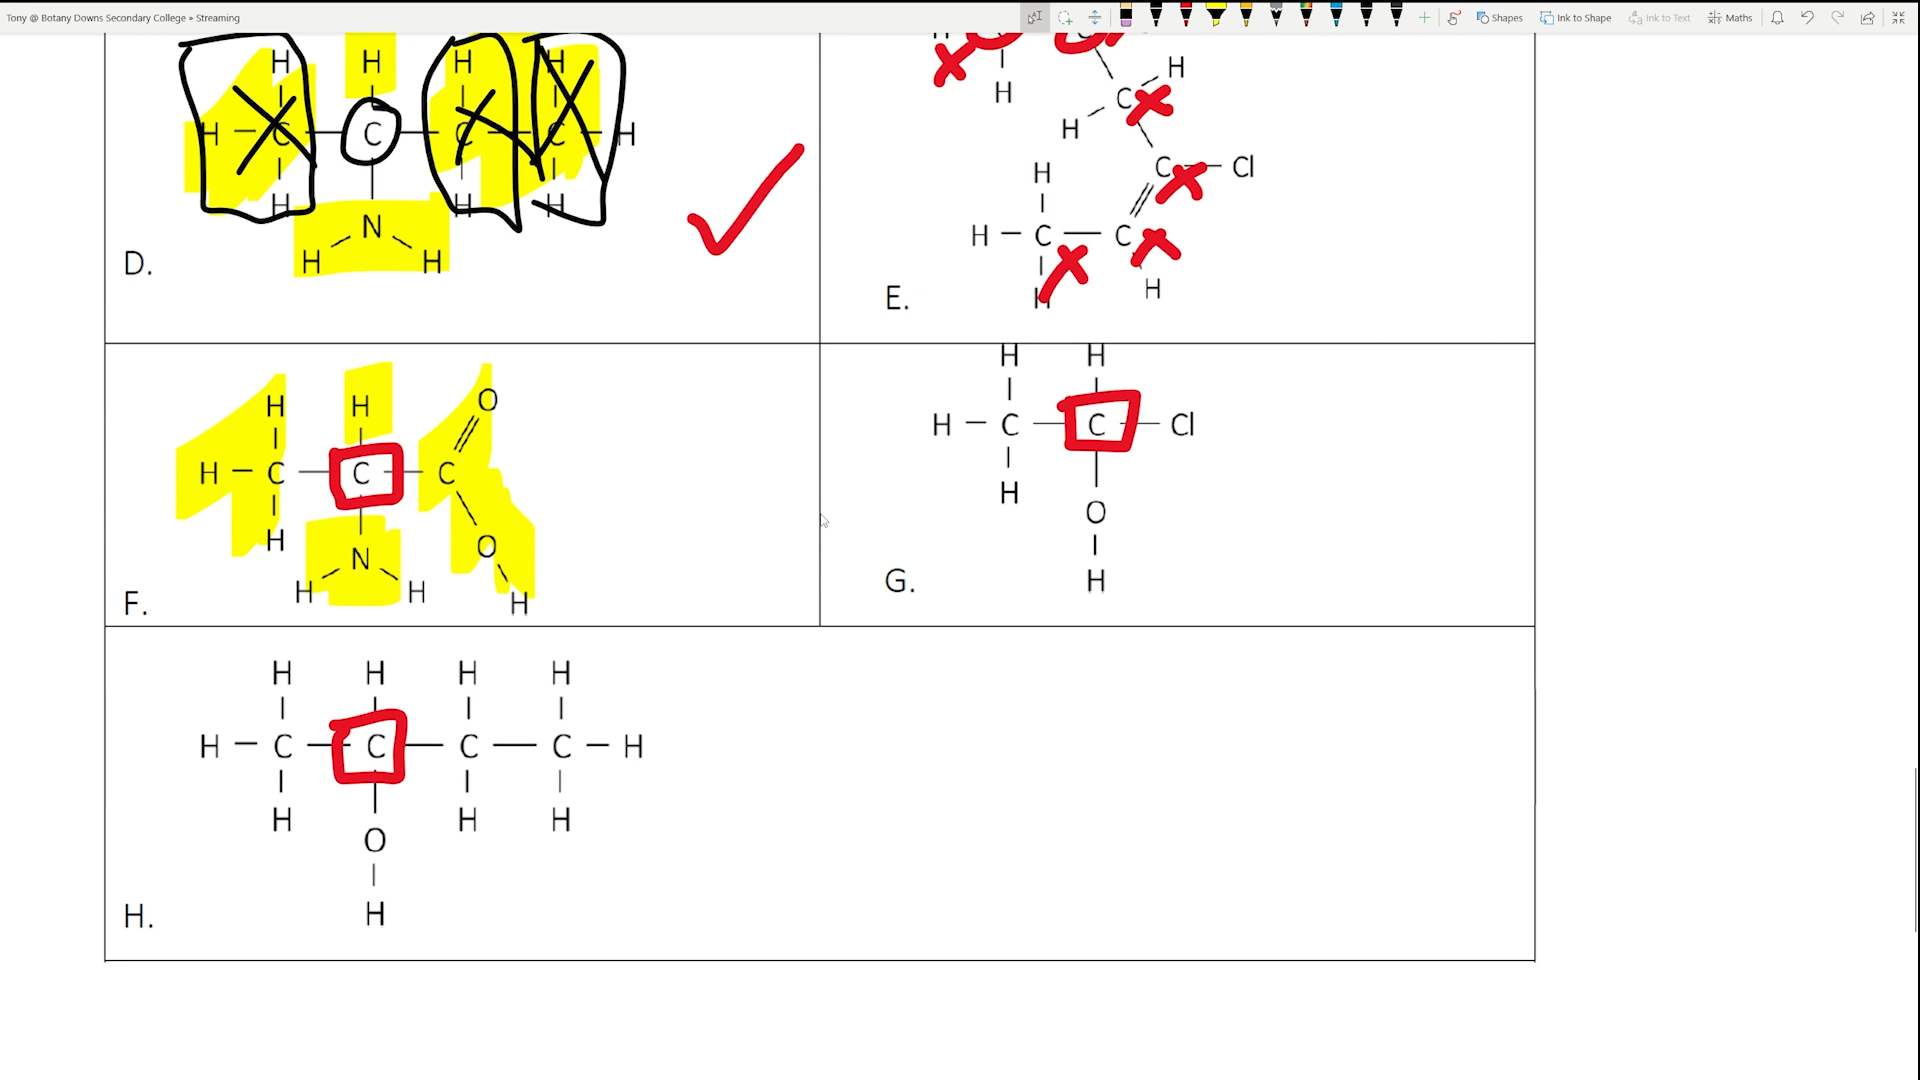 Tony @ Botany Downs Secondary College » Streaming
Shapes Ink to Shape Ink to Text Maths
H H H H
H — C — C — C — C — H
H H H
N
H H
D.
H
H
H
C
H
C — Cl
H
H — C — C
H H
E.
H H O
H — C — C — C
H N O
H H H
F.
H H
H — C — C — Cl
H O
H
G.
H H H H
H — C — C — C — C — H
H O H H
H
H.